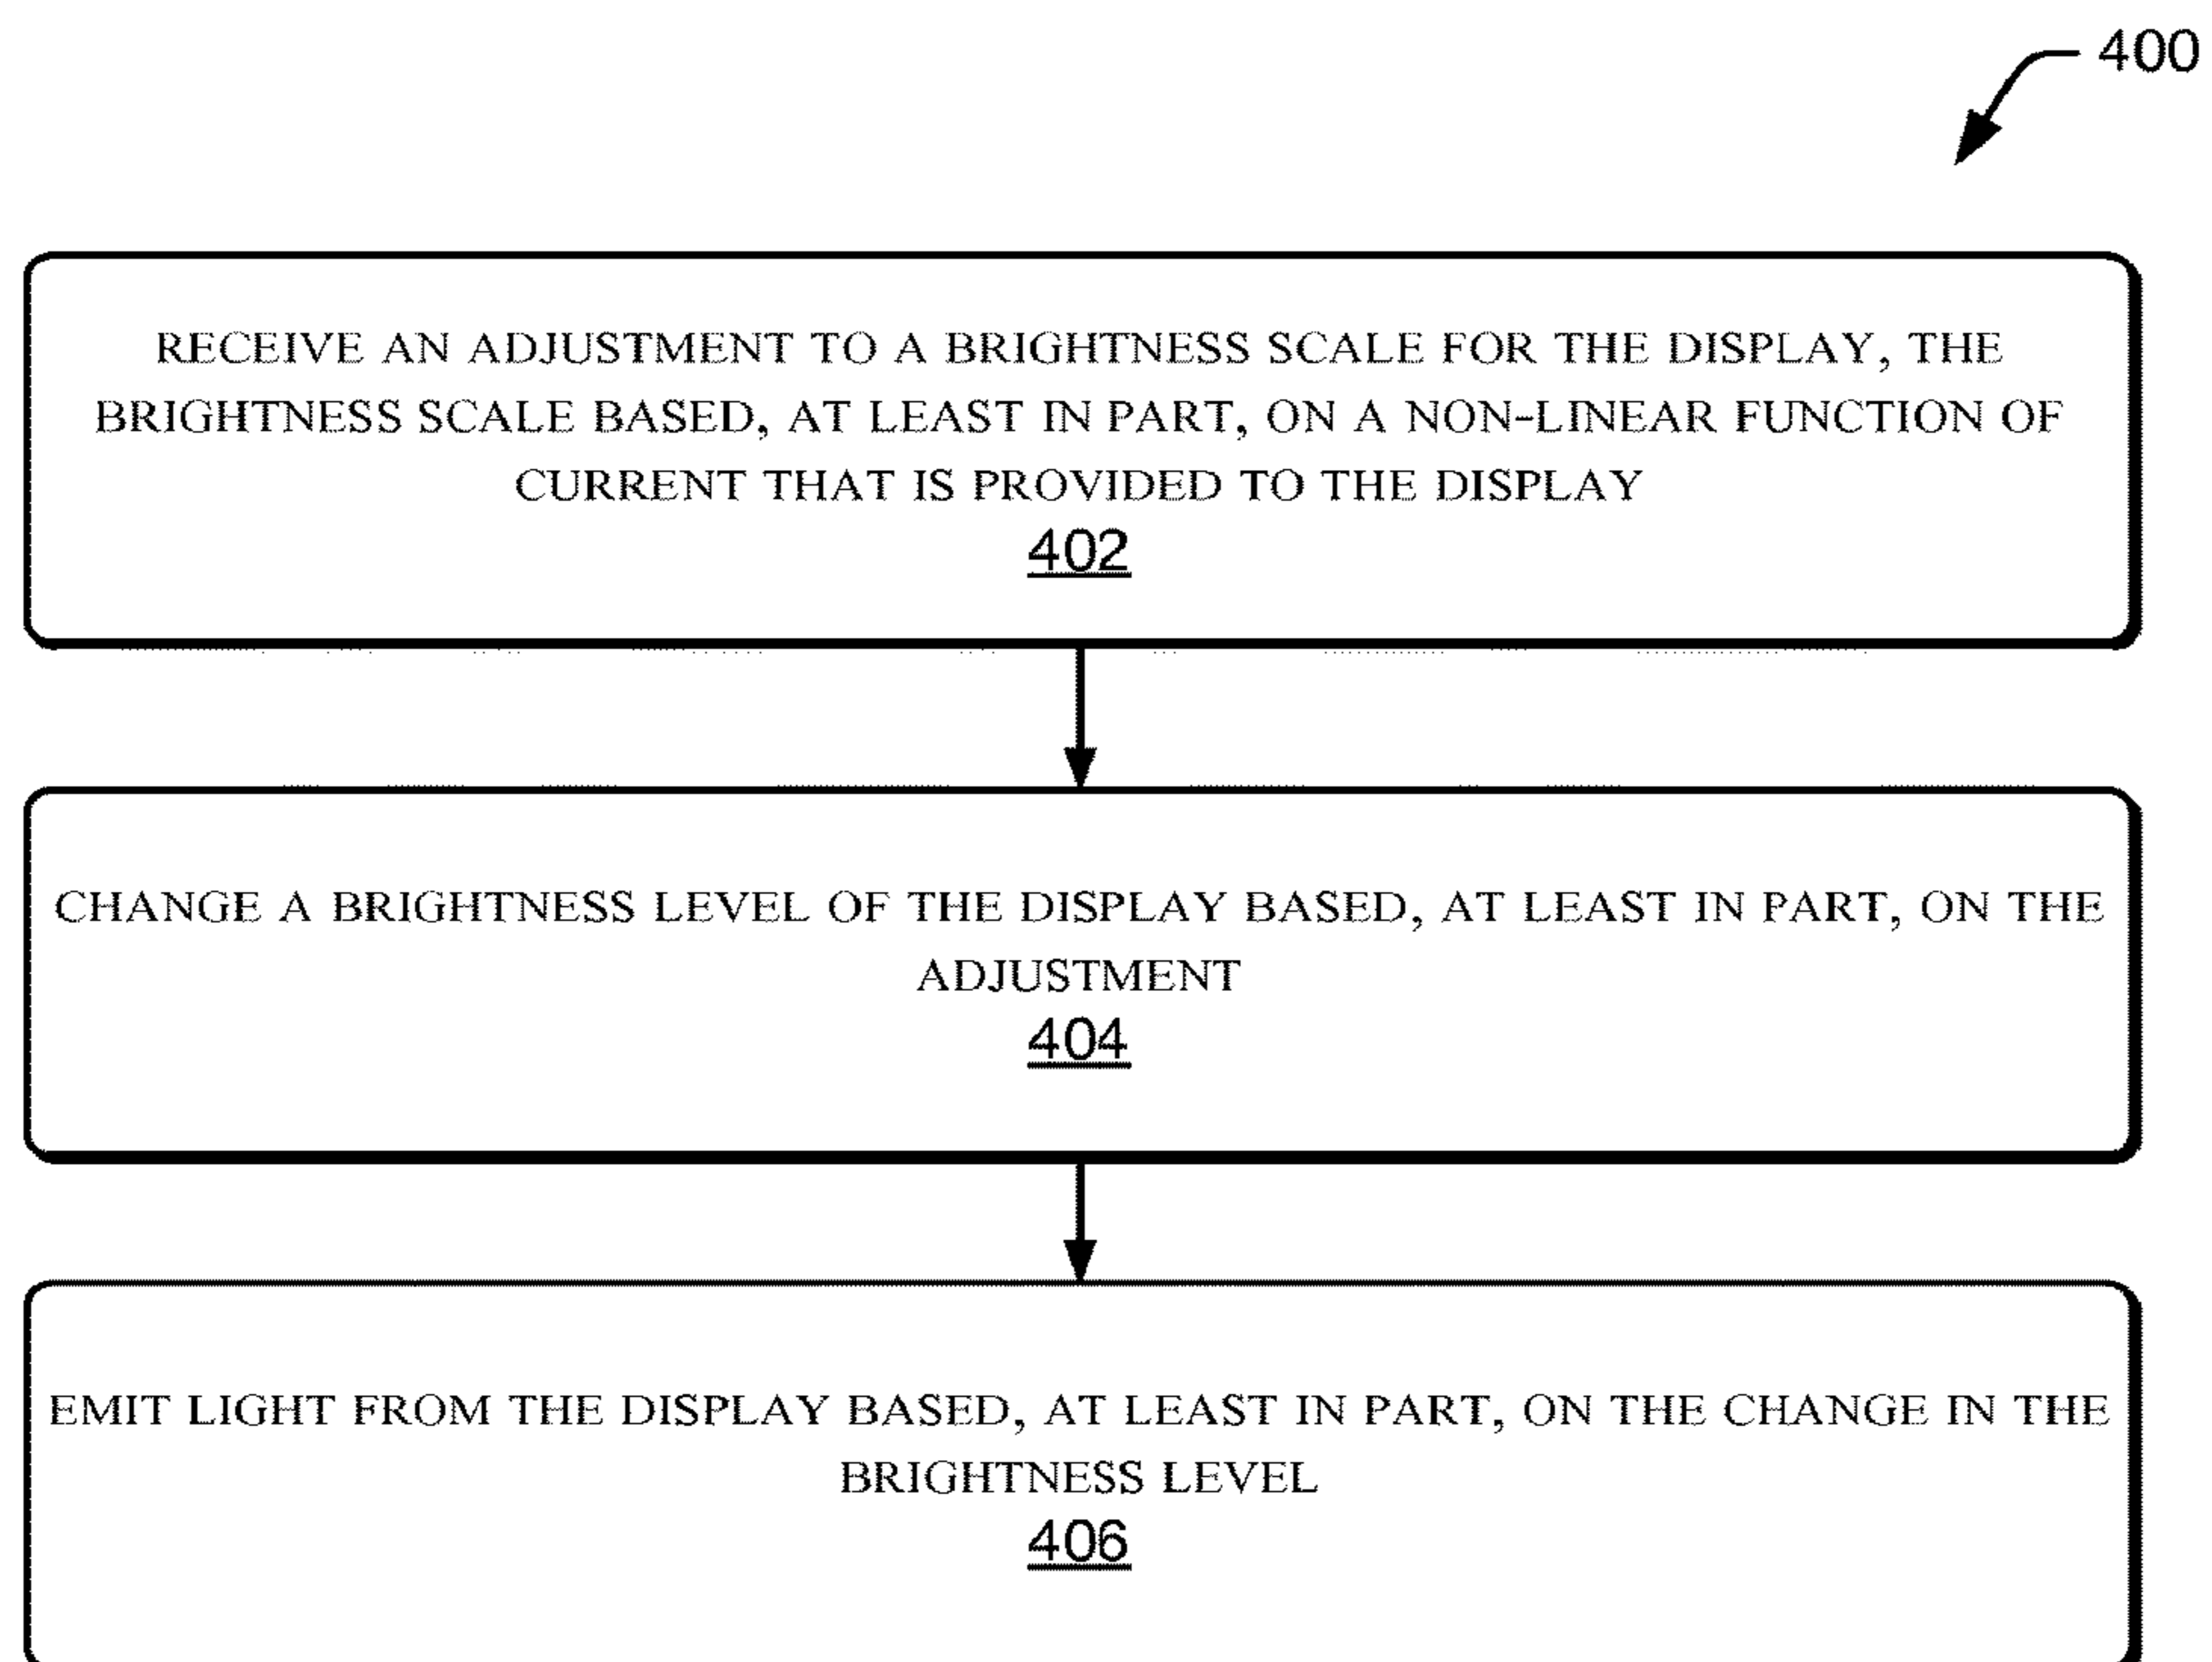 400
RECEIVE AN ADJUSTMENT TO A BRIGHTNESS SCALE FOR THE DISPLAY, THE
BRIGHTNESS SCALE BASED, AT LEAST IN PART, ON A NON-LINEAR FUNCTION OF
CURRENT THAT IS PROVIDED TO THE DISPLAY
402
CHANGE A BRIGHTNESS LEVEL OF THE DISPLAY BASED, AT LEAST IN PART, ON THE
ADJUSTMENT
404
EMIT LIGHT FROM THE DISPLAY BASED, AT LEAST IN PART, ON THE CHANGE IN THE
BRIGHTNESS LEVEL
406